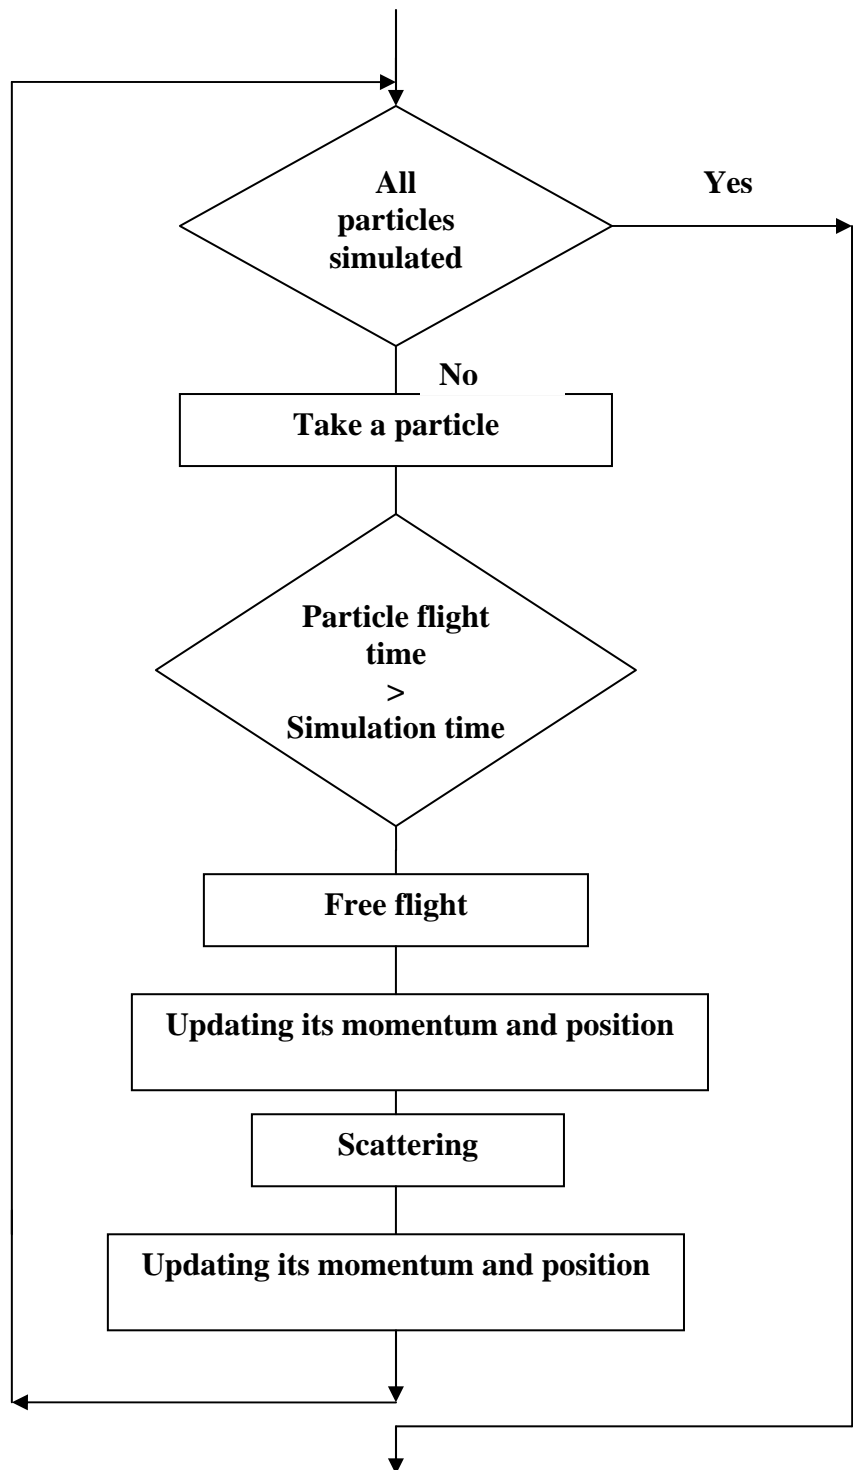 All
particles
simulated
Yes
No
Take a particle
Particle flight
time
>
Simulation time
Free flight
Updating its momentum and position
Scattering
Updating its momentum and position